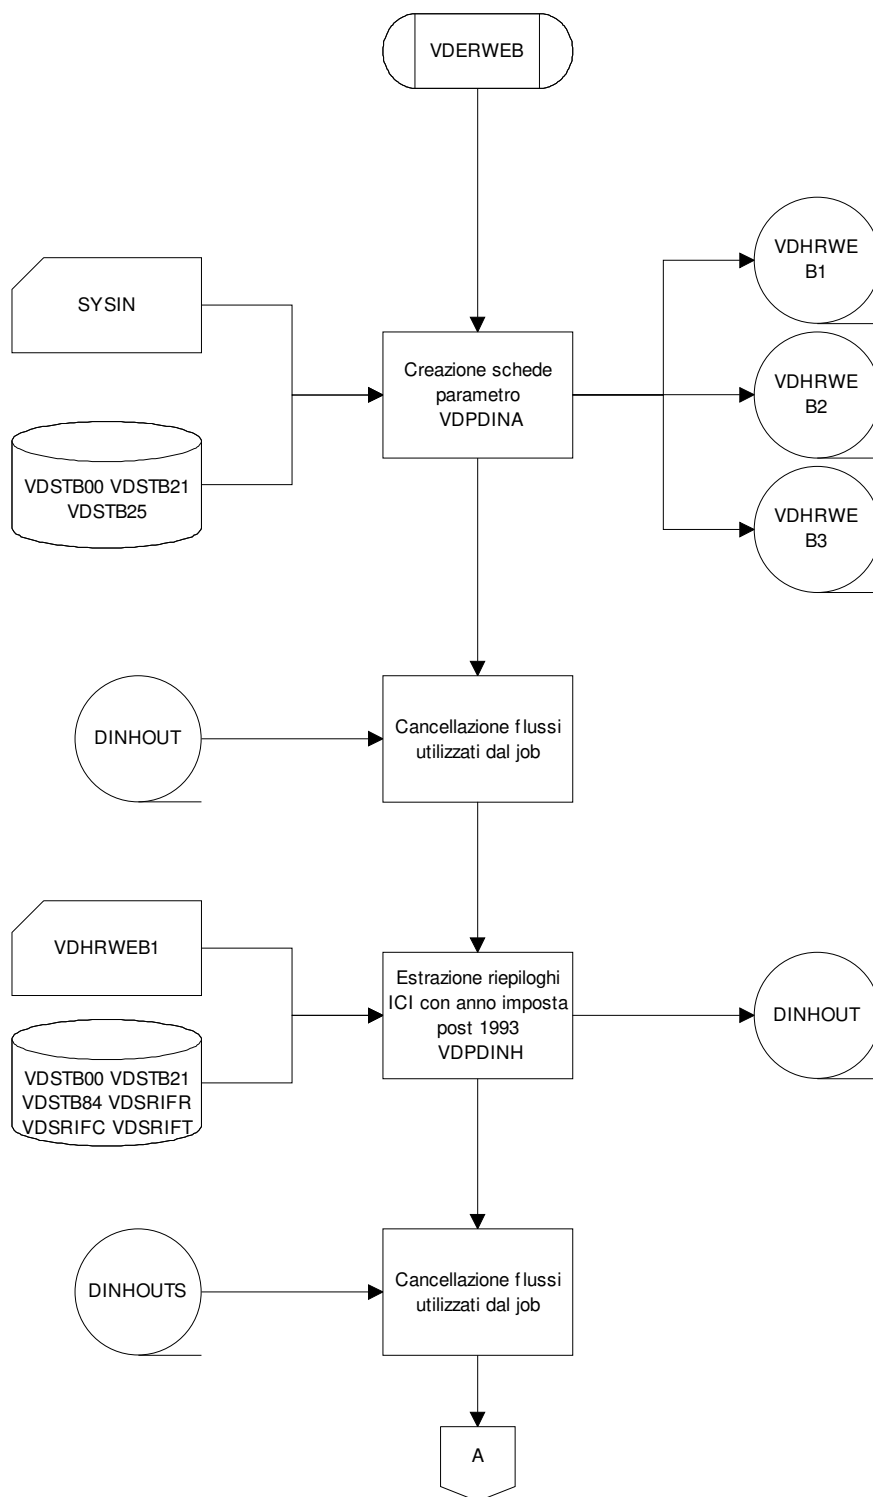 VDERWEB
VDHRWE
B1
SYSIN
Creazione schede
parametro
VDPDINA
VDHRWE
B2
VDSTB00 VDSTB21
VDSTB25
VDHRWE
B3
DINHOUT
Cancellazione flussi
utilizzati dal job
VDHRWEB1
Estrazione riepiloghi
ICI con anno imposta
post 1993
VDPDINH
DINHOUT
VDSTB00 VDSTB21
VDSTB84 VDSRIFR
VDSRIFC VDSRIFT
DINHOUTS
Cancellazione flussi
utilizzati dal job
A